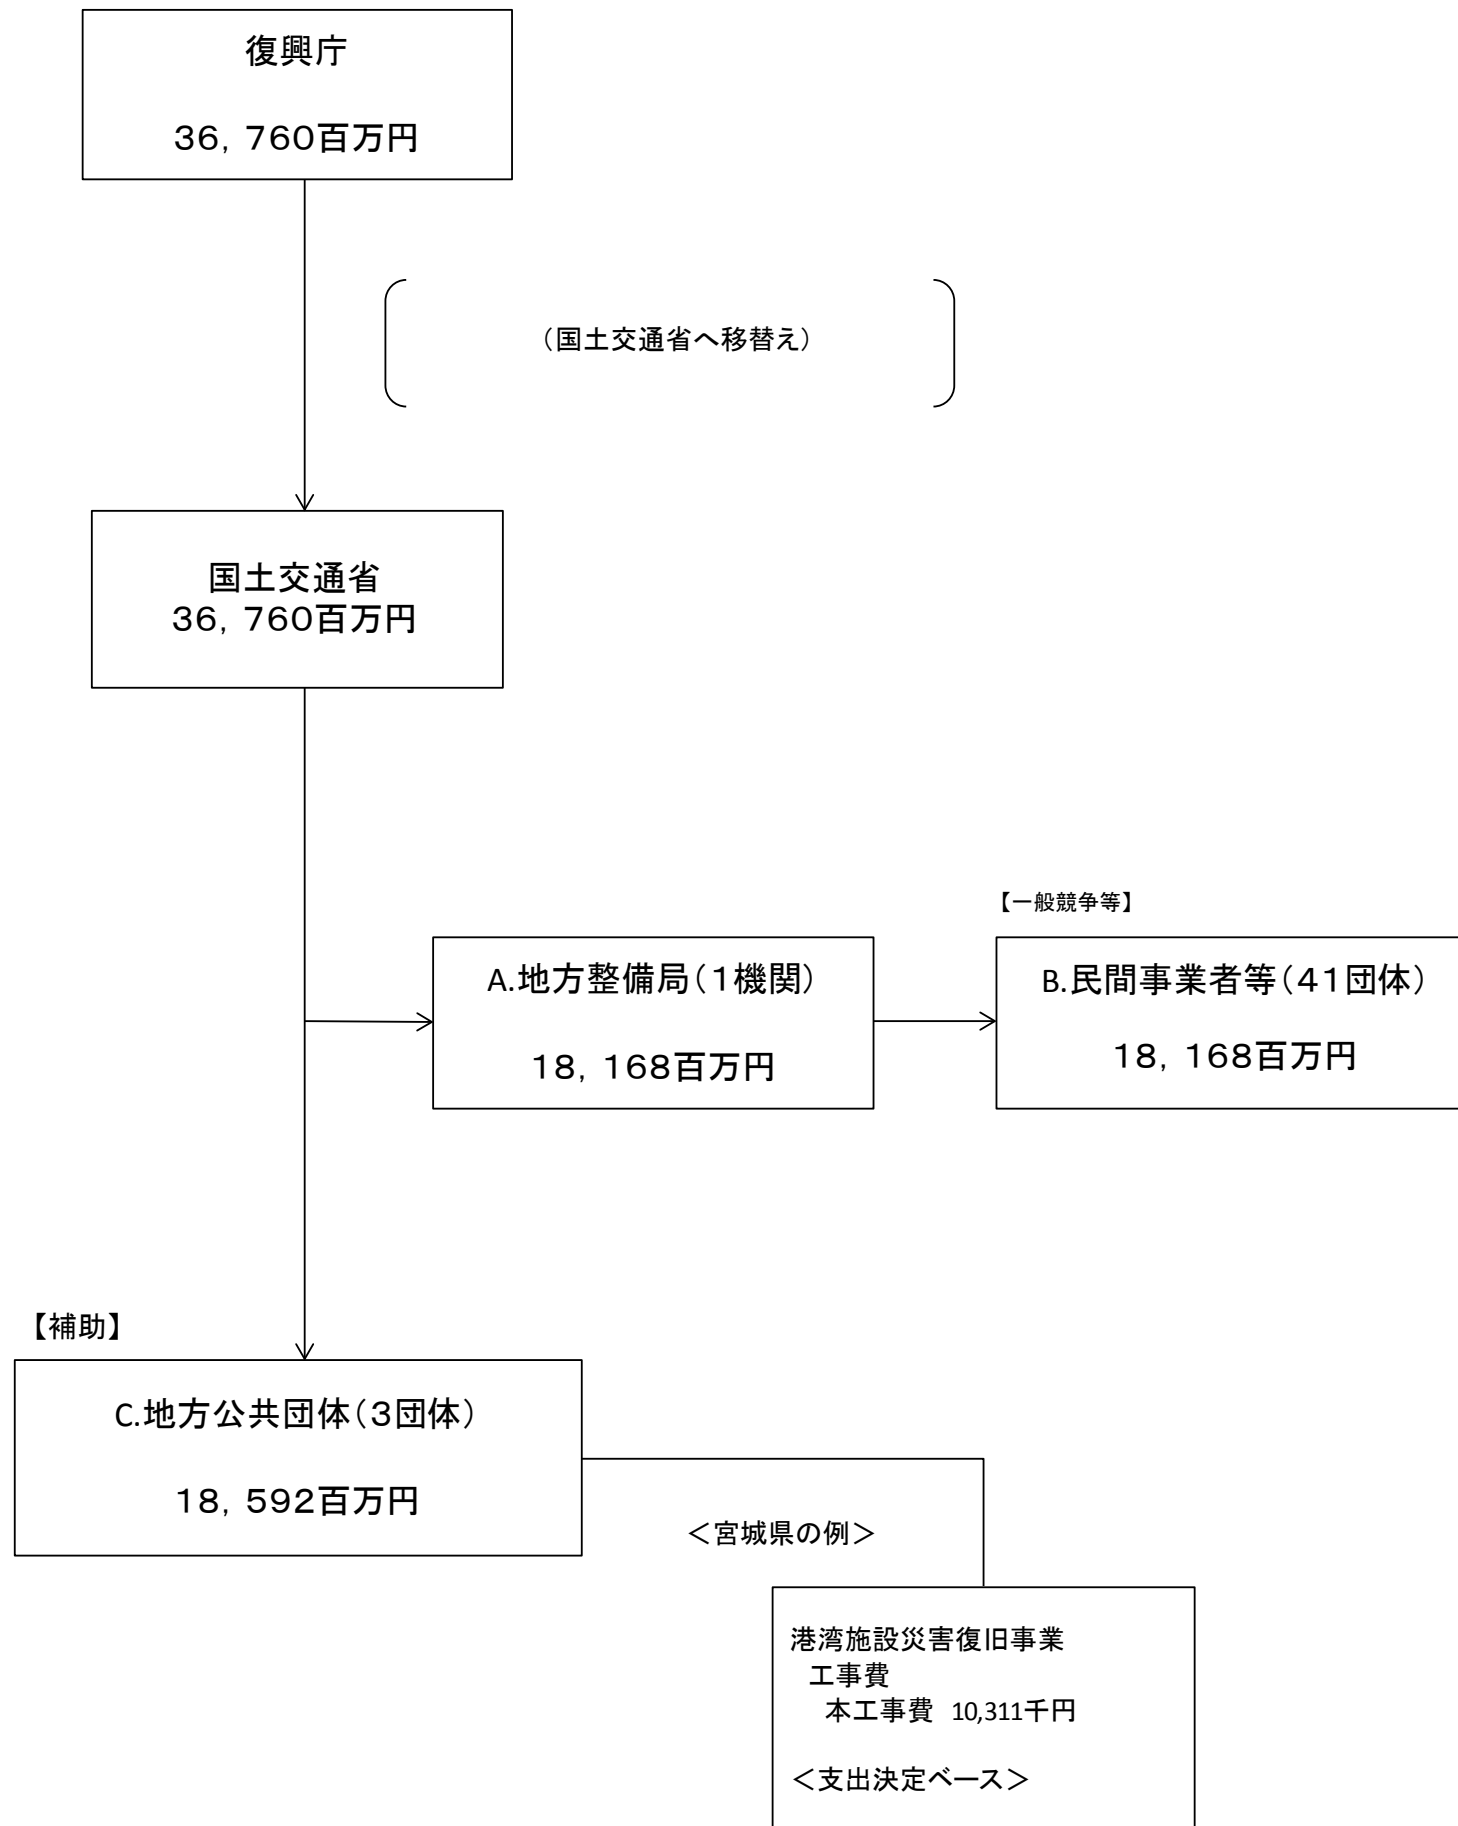 復興庁
36，760百万円
（国土交通省へ移替え）
国土交通省
36，760百万円
【一般競争等】
A.地方整備局（1機関）
18，168百万円
B.民間事業者等（41団体）
18，168百万円
【補助】
C.地方公共団体（3団体）
18，592百万円
＜宮城県の例＞
港湾施設災害復旧事業
工事費
本工事費　10,311千円
＜支出決定ベース＞